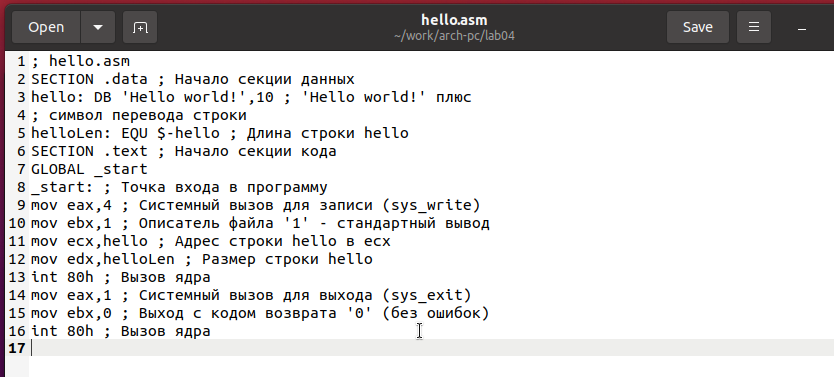 Open
hello.asm
~/work/arch-pc/lab04
Save
1 ; hello.asm
2 SECTION .data ; Начало секции данных
3 hello: DB 'Hello world!',10 ; 'Hello world!' плюс
4 ; символ перевода строки
5 helloLen: EQU $-hello ; Длина строки hello
6 SECTION .text ; Начало секции кода
7 GLOBAL _start
8 _start: ; Точка входа в программу
9 mov eax,4 ; Системный вызов для записи (sys_write)
10 mov ebx,1 ; Описатель файла '1' - стандартный вывод
11 mov ecx,hello ; Адрес строки hello в ecx
12 mov edx,helloLen ; Размер строки hello
13 int 80h ; Вызов ядра
14 mov eax,1 ; Системный вызов для выхода (sys_exit)
15 mov ebx,0 ; Выход с кодом возврата '0' (без ошибок)
16 int 80h ; Вызов ядра
17